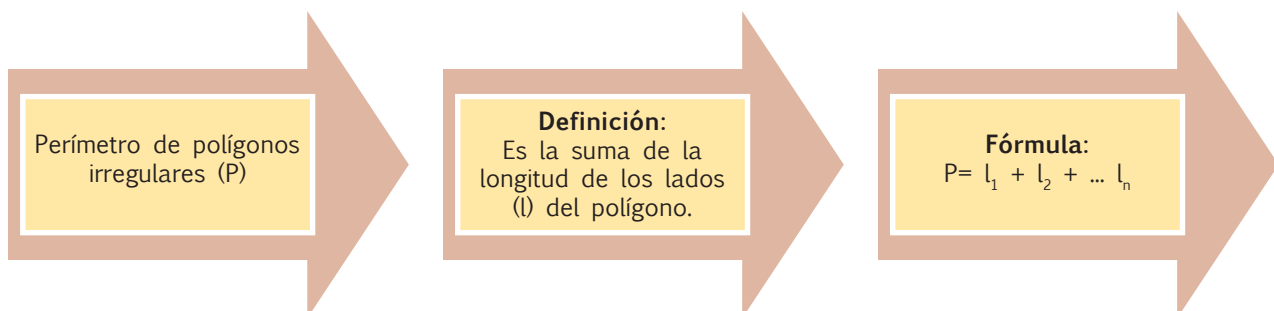 Perímetro de polígonos
irregulares (P)
Definición:
Es la suma de la
longitud de los lados
(l) del polígono.
Fórmula:
P= l₁ + l₂ + ... lₙ